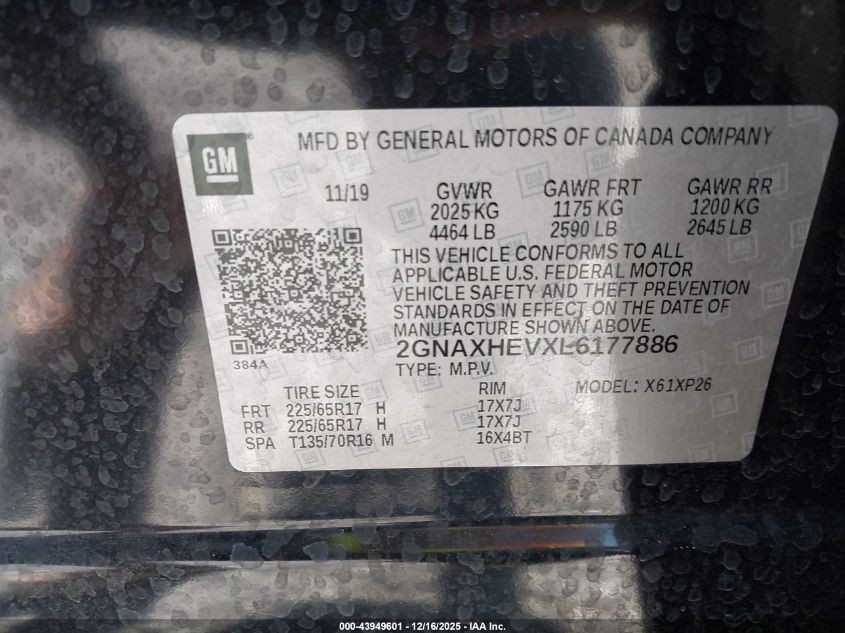 GM
MFD BY GENERAL MOTORS OF CANADA COMPANY
11/19 GVWR GAWR FRT GAWR RR
2025 KG 1175 KG 1200 KG
4464 LB 2590 LB 2645 LB
THIS VEHICLE CONFORMS TO ALL
APPLICABLE U.S. FEDERAL MOTOR
VEHICLE SAFETY AND THEFT PREVENTION
STANDARDS IN EFFECT ON THE DATE OF
MANUFACTURE SHOWN ABOVE.
2GNAXHEVXL6177886
384A
TYPE: M.P.V.
TIRE SIZE RIM MODEL: X61XP26
FRT 225/65R17 H 17X7J
RR 225/65R17 H 17X7J
SPA T135/70R16 M 16X4BT
000-43949601 - 12/16/2025 - IAA Inc.